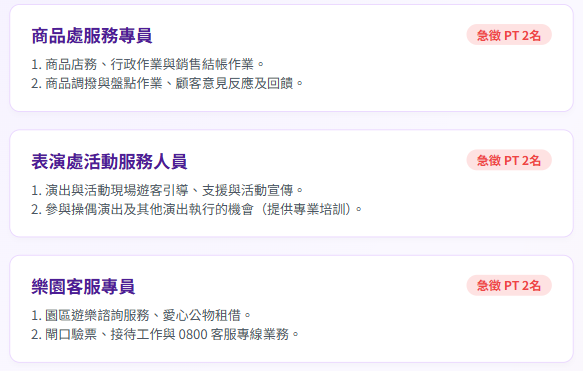 商品處服務專員
急徵 PT 2名
1. 商品店務、行政作業與銷售結帳作業。
2. 商品調撥與盤點作業、顧客意見反應及回饋。
表演處活動服務人員
急徵 PT 2名
1. 演出與活動現場遊客引導、支援與活動宣傳。
2. 參與操偶演出及其他演出執行的機會（提供專業培訓）。
樂園客服專員
急徵 PT 2名
1. 園區遊樂諮詢服務、愛心公物租借。
2. 閘口驗票、接待工作與 0800 客服專線業務。